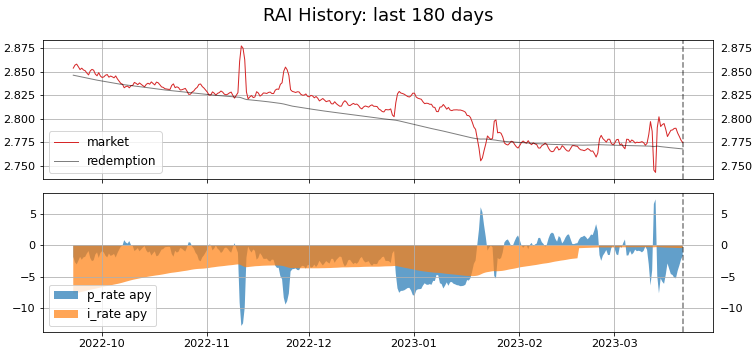 RAI History: last 180 days
2.875 2.875
2.850 2.850
2.825 2.825
2.800 2.800
2.775 2.775
2.750 2.750
market
redemption
5 5
0 0
−5 −5
−10 −10
p_rate apy
i_rate apy
2022-10 2022-11 2022-12 2023-01 2023-02 2023-03